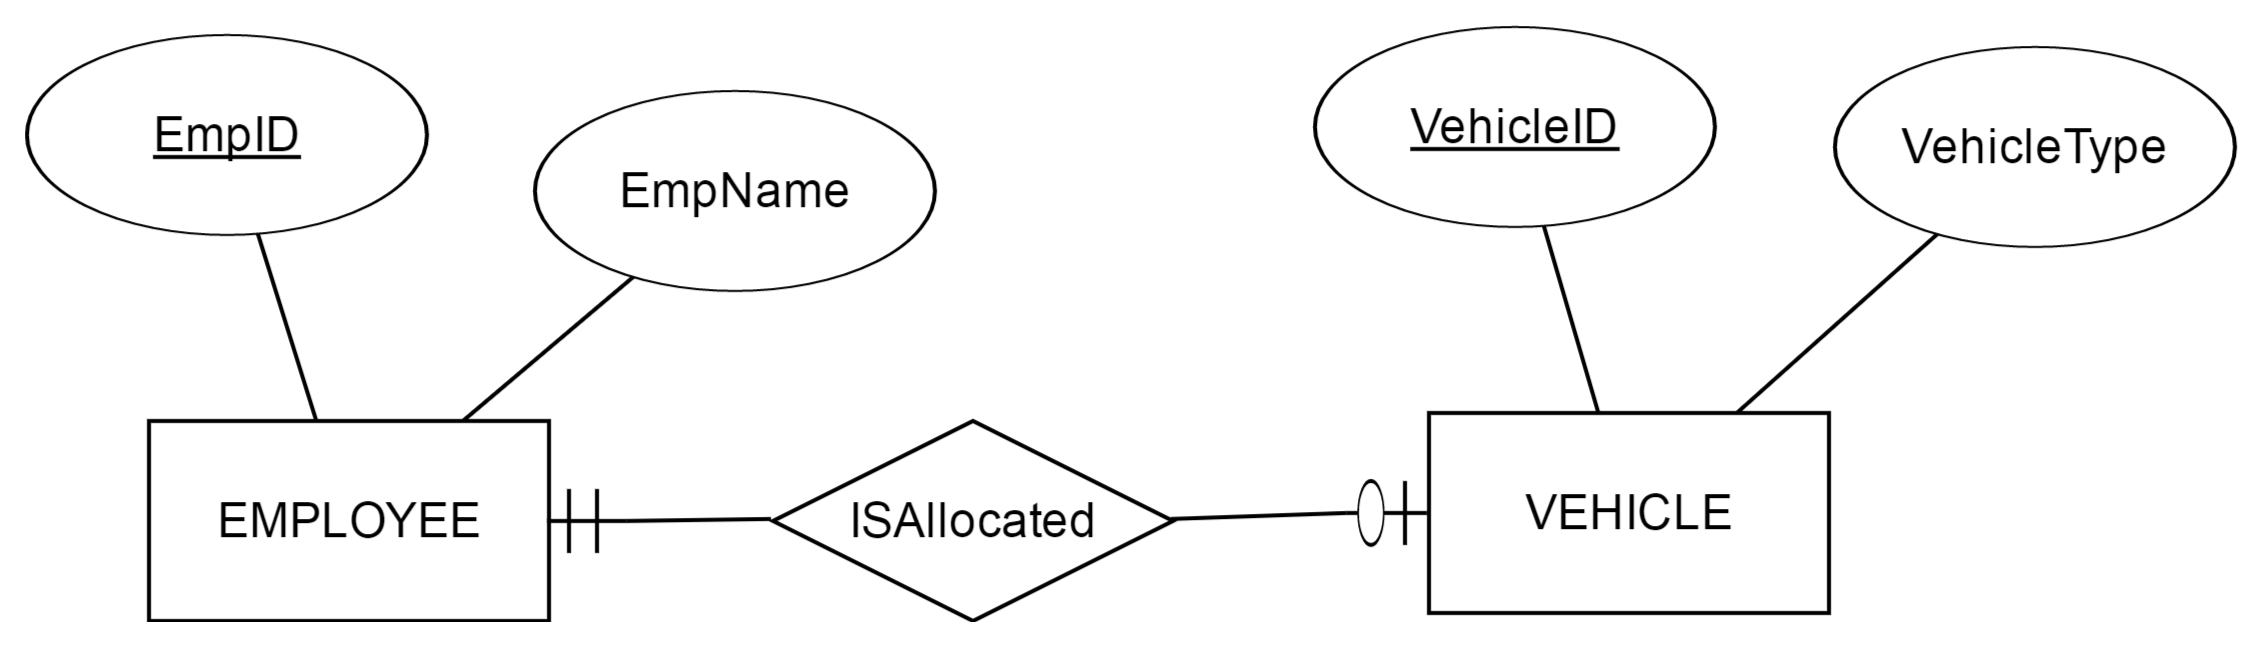 EmpID
EmpName
VehicleID
VehicleType
EMPLOYEE
ISAllocated
VEHICLE